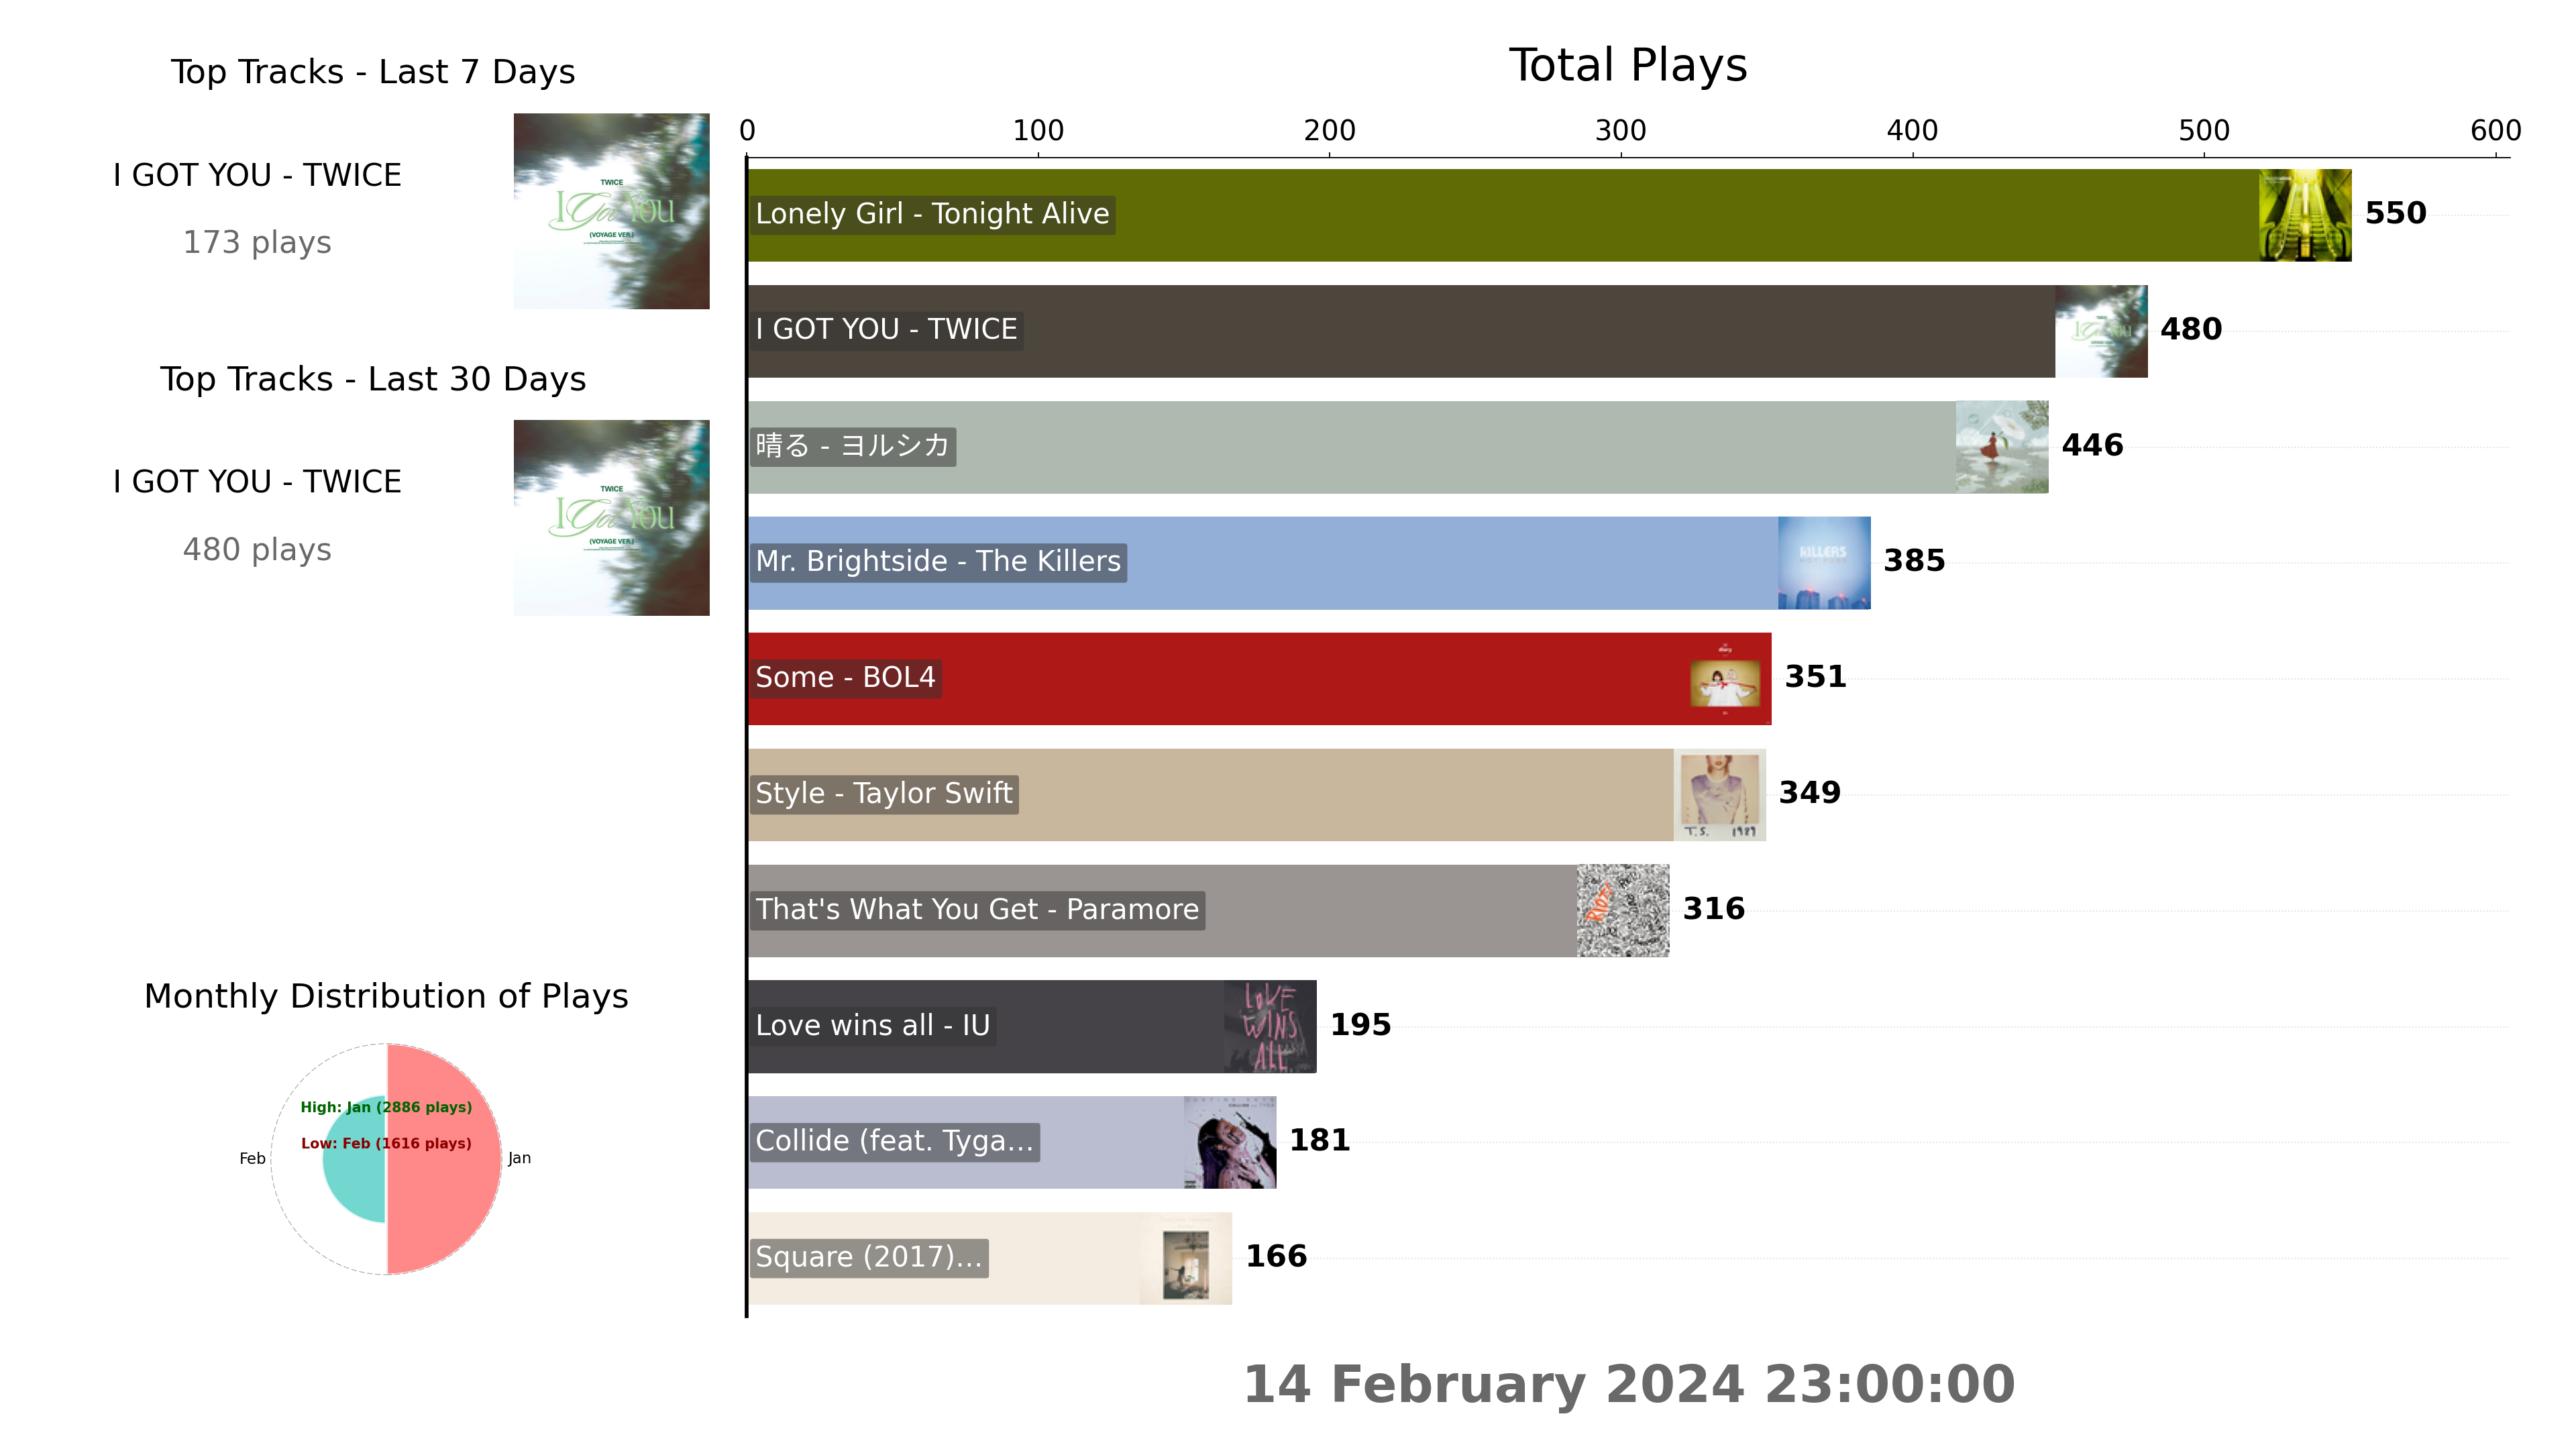 Top Tracks - Last 7 Days
I GOT YOU - TWICE
173 plays
TWICE
I Got You
(VOYAGE VER.)
Top Tracks - Last 30 Days
I GOT YOU - TWICE
480 plays
TWICE
I Got You
(VOYAGE VER.)
Monthly Distribution of Plays
High: Jan (2886 plays)
Low: Feb (1616 plays)
Feb
Jan
Total Plays
0 100 200 300 400 500 600
Lonely Girl - Tonight Alive 550
I GOT YOU - TWICE I Got You 480
晴る - ヨルシカ 446
Mr. Brightside - The Killers KILLERS 385
Some - BOL4 351
Style - Taylor Swift T.S. 1989 349
That's What You Get - Paramore RIOT! 316
Love wins all - IU LOVE WINS ALL 195
Collide (feat. Tyga... 181
Square (2017)... 166
14 February 2024 23:00:00